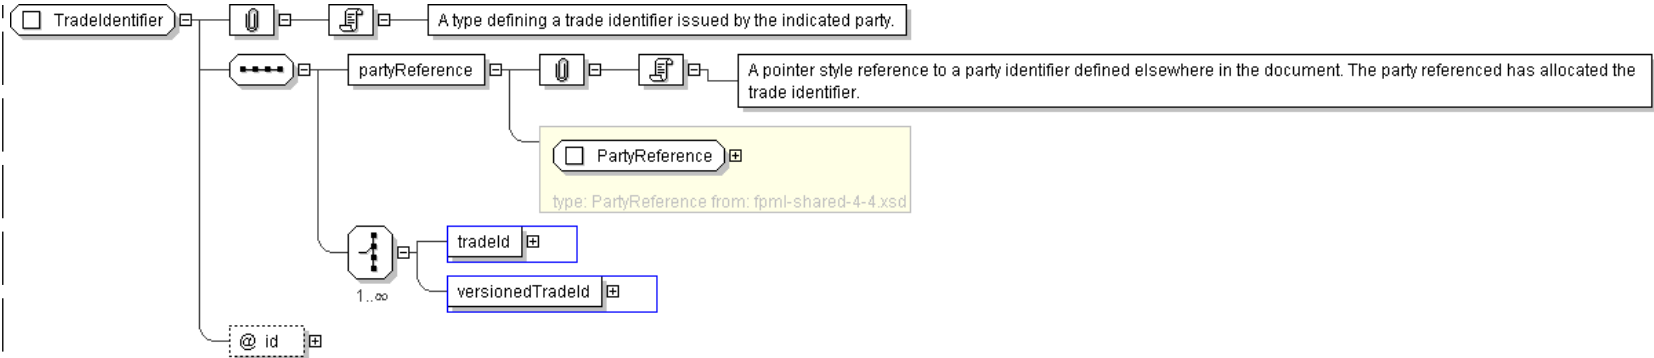 TradeIdentifier
A type defining a trade identifier issued by the indicated party.
partyReference
A pointer style reference to a party identifier defined elsewhere in the document. The party referenced has allocated the
trade identifier.
PartyReference
type: PartyReference from: fpml-shared-4-4.xsd
tradeId
1..∞
versionedTradeId
@ id